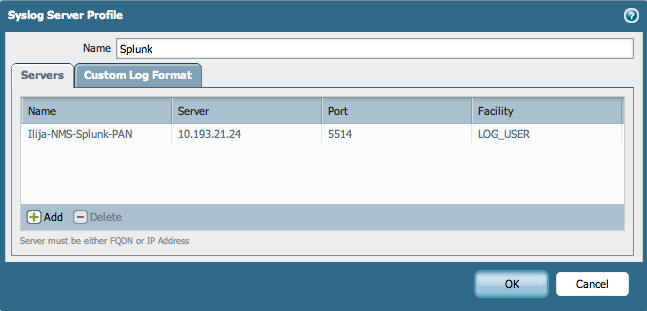 Syslog Server Profile
Name Splunk
Servers Custom Log Format
Name Server Port Facility
Ilija-NMS-Splunk-PAN 10.193.21.24 5514 LOG_USER
Add Delete
Server must be either FQDN or IP Address
OK Cancel